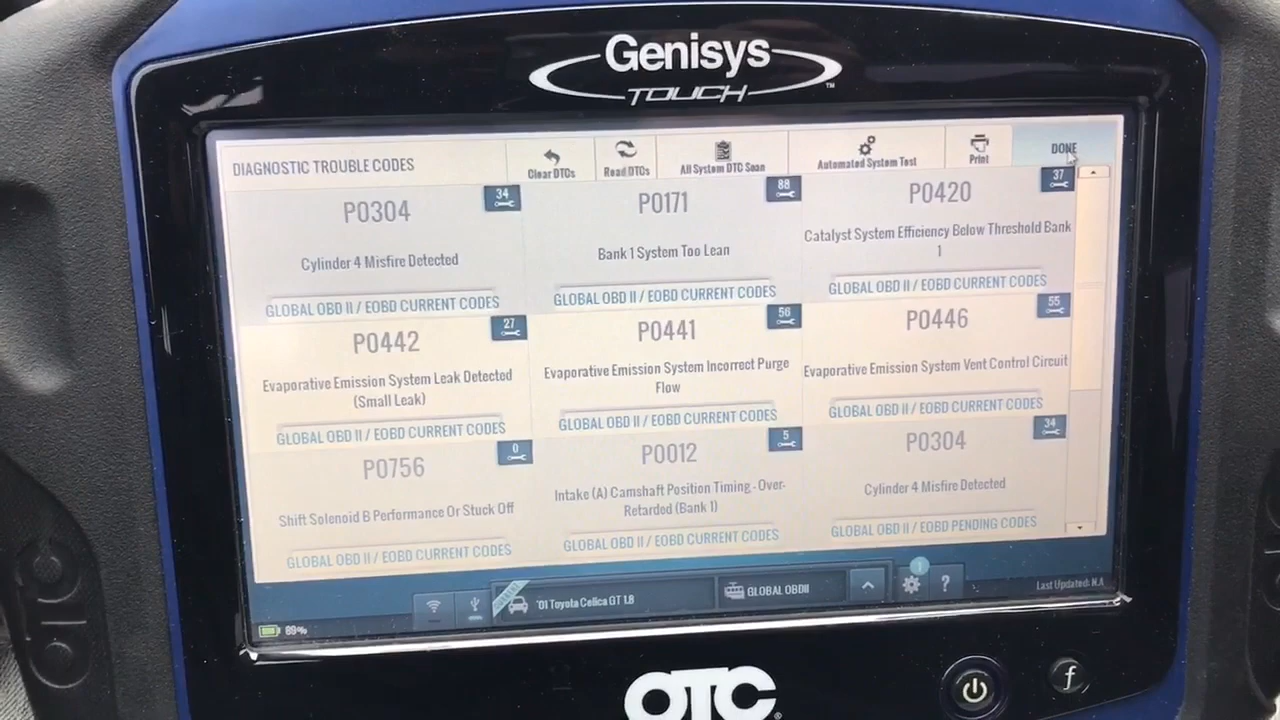 Genisys
TOUCH™
DIAGNOSTIC TROUBLE CODES
Clear DTCs
Read DTCs
All System DTC Scan
Automated System Test
Print
DONE
34
P0304
Cylinder 4 Misfire Detected
GLOBAL OBD II / EOBD CURRENT CODES
88
P0171
Bank 1 System Too Lean
GLOBAL OBD II / EOBD CURRENT CODES
37
P0420
Catalyst System Efficiency Below Threshold Bank
1
GLOBAL OBD II / EOBD CURRENT CODES
27
P0442
Evaporative Emission System Leak Detected
(Small Leak)
GLOBAL OBD II / EOBD CURRENT CODES
56
P0441
Evaporative Emission System Incorrect Purge
Flow
GLOBAL OBD II / EOBD CURRENT CODES
55
P0446
Evaporative Emission System Vent Control Circuit
GLOBAL OBD II / EOBD CURRENT CODES
0
P0756
Shift Solenoid B Performance Or Stuck Off
GLOBAL OBD II / EOBD CURRENT CODES
5
P0012
Intake (A) Camshaft Position Timing - Over-
Retarded (Bank 1)
GLOBAL OBD II / EOBD CURRENT CODES
34
P0304
Cylinder 4 Misfire Detected
GLOBAL OBD II / EOBD PENDING CODES
'01 Toyota Celica GT 1.8
GLOBAL OBDII
1
?
Last Updated: N.A
OTC
OTC®
f